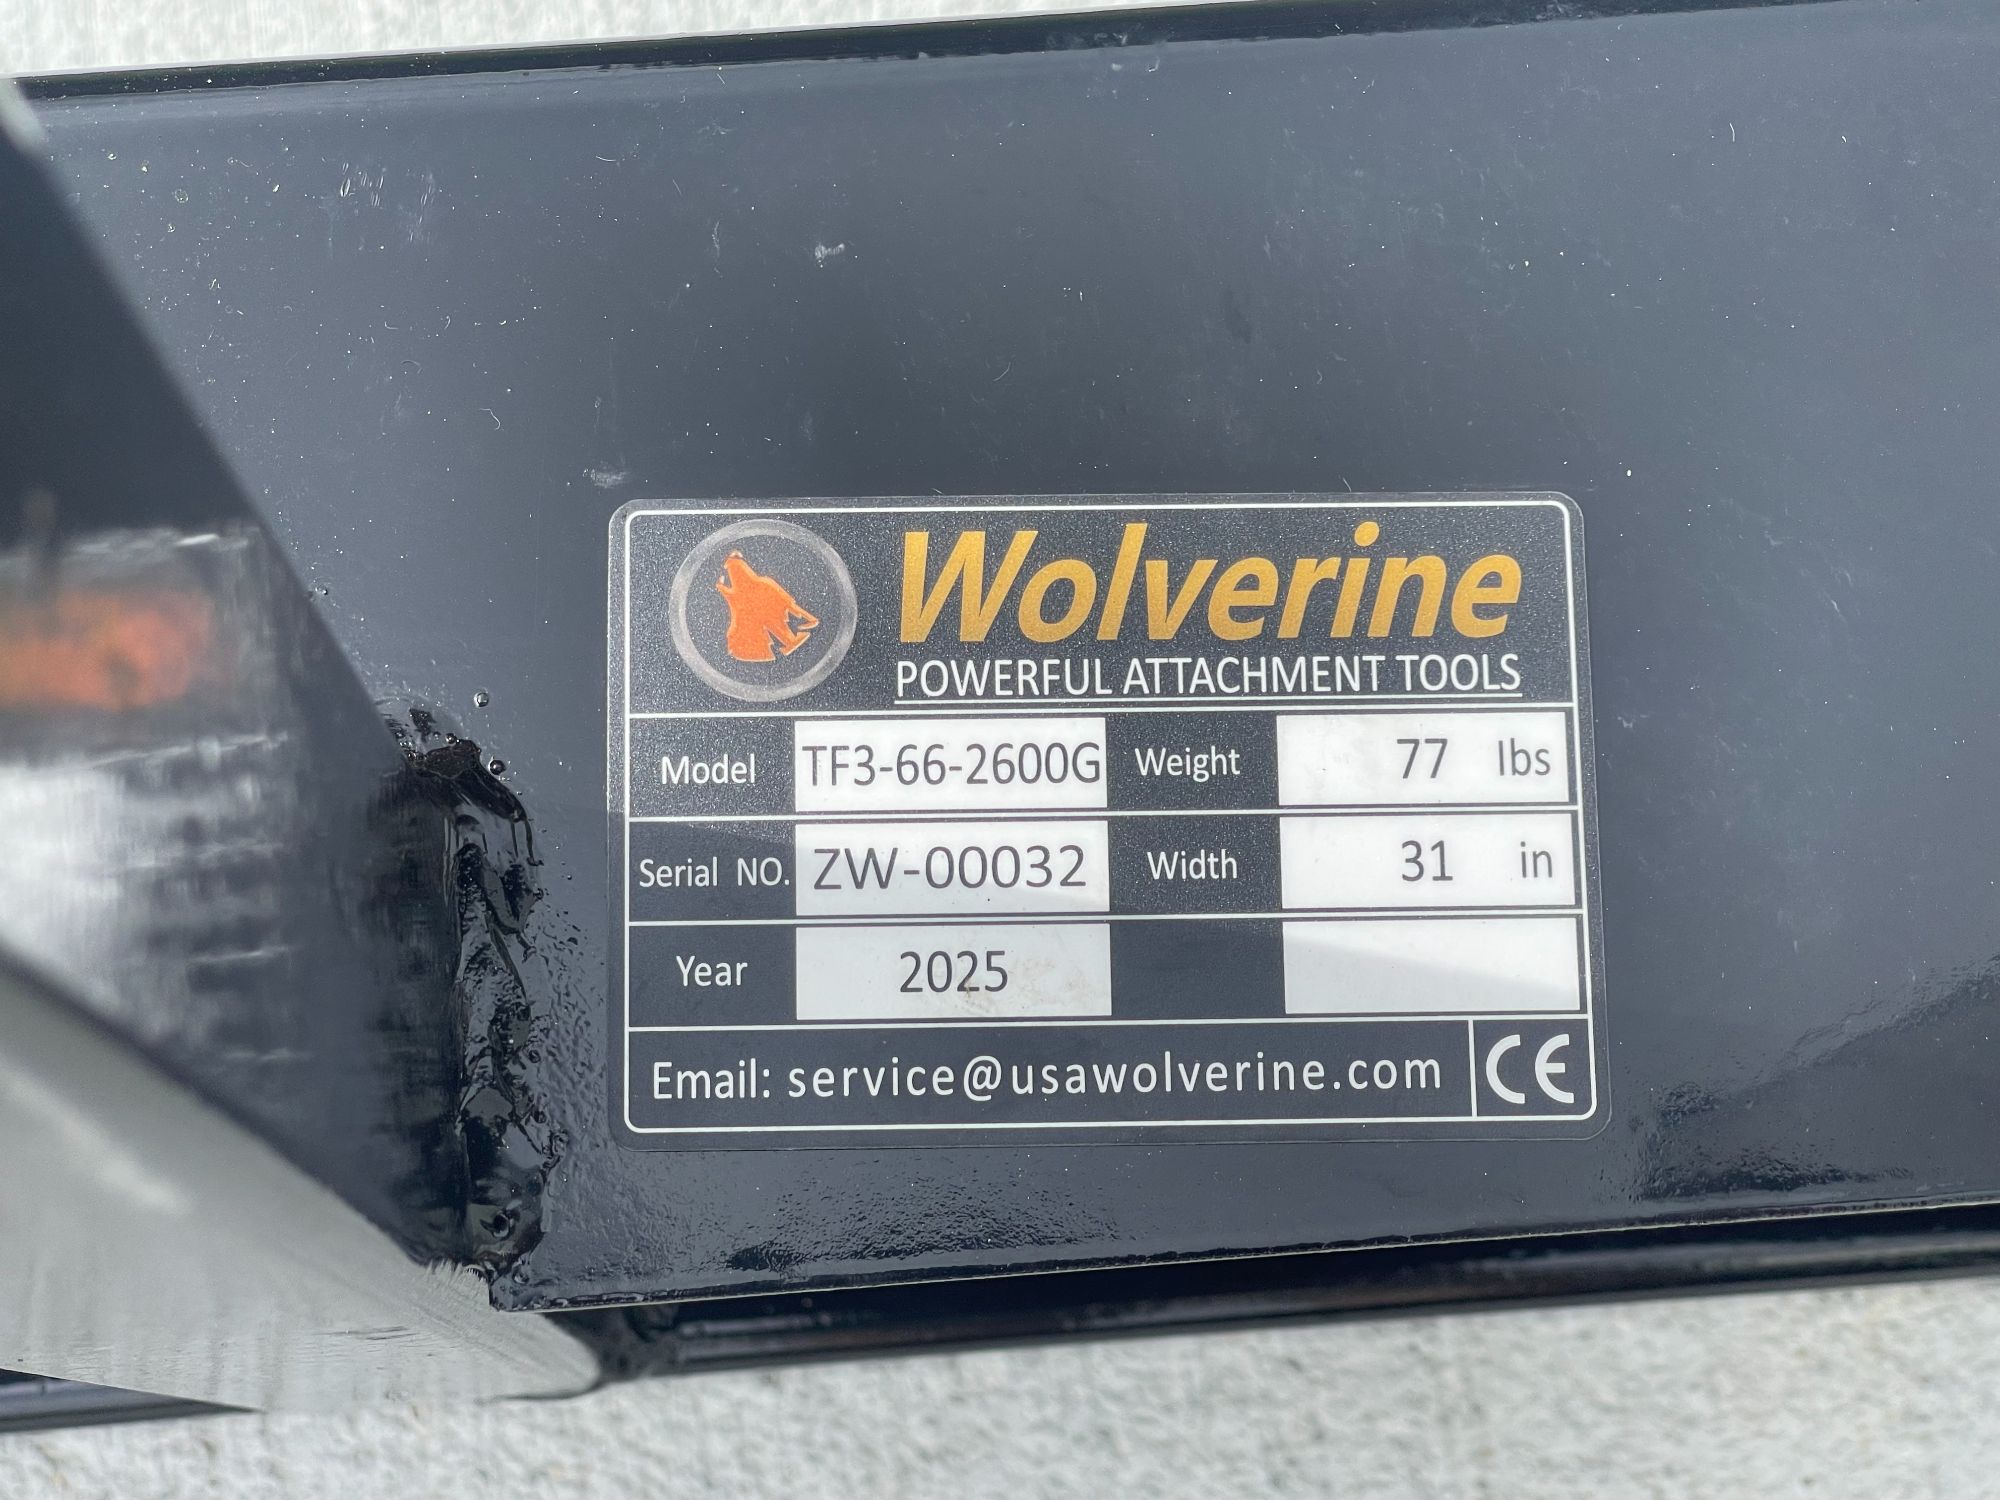 Wolverine
POWERFUL ATTACHMENT TOOLS
Model TF3-66-2600G Weight 77 lbs
Serial NO. ZW-00032 Width 31 in
Year 2025
Email: service@usawolverine.com CE